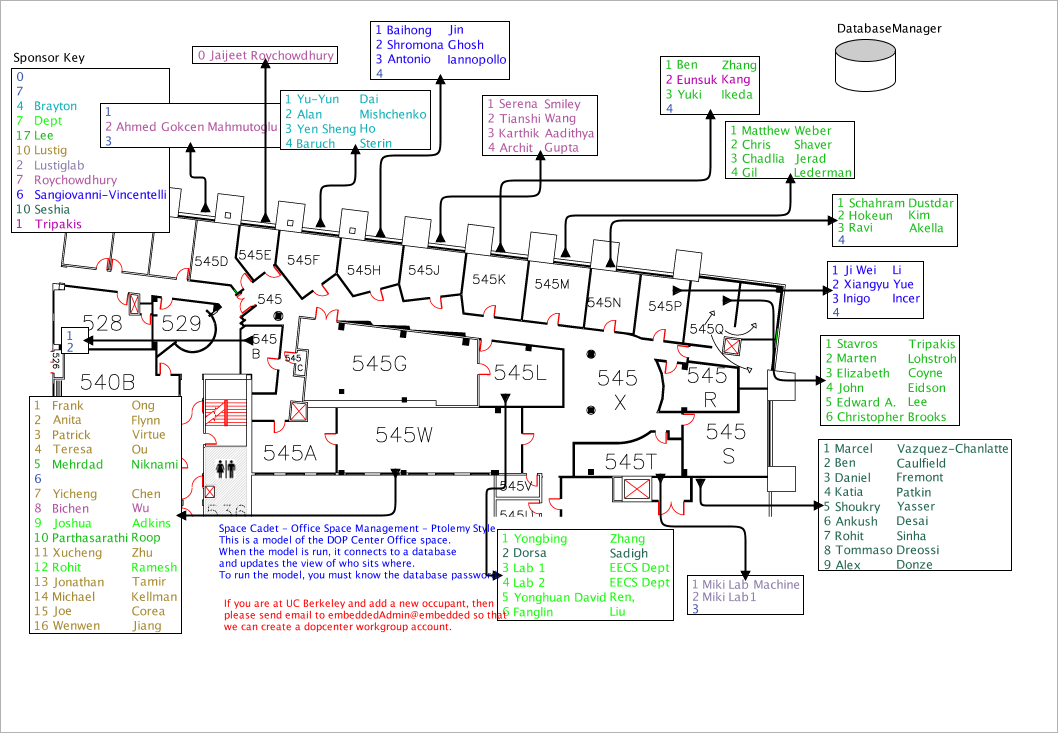 DatabaseManager
Sponsor Key
0
7
4 Brayton
7 Dept
17 Lee
10 Lustig
2 Lustiglab
7 Roychowdhury
6 Sangiovanni-Vincentelli
10 Seshia
1 Tripakis
1
2 Ahmed Gokcen Mahmutoglu
3
0 Jaijeet Roychowdhury
1 Yu-Yun Dai
2 Alan Mishchenko
3 Yen Sheng Ho
4 Baruch Sterin
1 Baihong Jin
2 Shromona Ghosh
3 Antonio Iannopollo
4
1 Serena Smiley
2 Tianshi Wang
3 Karthik Aadithya
4 Archit Gupta
1 Ben Zhang
2 Eunsuk Kang
3 Yuki Ikeda
4
1 Matthew Weber
2 Chris Shaver
3 Chadlia Jerad
4 Gil Lederman
1 Schahram Dustdar
2 Hokeun Kim
3 Ravi Akella
4
1 Ji Wei Li
2 Xiangyu Yue
3 Inigo Incer
4
1 Stavros Tripakis
2 Marten Lohstroh
3 Elizabeth Coyne
4 John Eidson
5 Edward A. Lee
6 Christopher Brooks
1 Marcel Vazquez-Chanlatte
2 Ben Caulfield
3 Daniel Fremont
4 Katia Patkin
5 Shoukry Yasser
6 Ankush Desai
7 Rohit Sinha
8 Tommaso Dreossi
9 Alex Donze
545D
545E
545F
545H
545J
545K
545M
545N
545P
545Q
545
528
529
1
2
526
540B
545
B
545
C
545G
545L
545
X
545
R
545
S
545A
545W
545T
545V
545U
536
1 Frank Ong
2 Anita Flynn
3 Patrick Virtue
4 Teresa Ou
5 Mehrdad Niknami
6
7 Yicheng Chen
8 Bichen Wu
9 Joshua Adkins
10 Parthasarathi Roop
11 Xucheng Zhu
12 Rohit Ramesh
13 Jonathan Tamir
14 Michael Kellman
15 Joe Corea
16 Wenwen Jiang
Space Cadet - Office Space Management - Ptolemy Style
This is a model of the DOP Center Office space.
When the model is run, it connects to a database
and updates the view of who sits where.
To run the model, you must know the database password
If you are at UC Berkeley and add a new occupant, then
please send email to embeddedAdmin@embedded so that
we can create a dopcenter workgroup account.
1 Yongbing Zhang
2 Dorsa Sadigh
3 Lab 1 EECS Dept
4 Lab 2 EECS Dept
5 Yonghuan David Ren,
6 Fanglin Liu
1 Miki Lab Machine
2 Miki Lab1
3